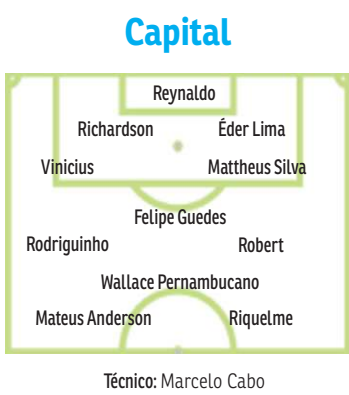 Capital
Reynaldo
Richardson Éder Lima
Vinicius Mattheus Silva
Felipe Guedes
Rodriguinho Robert
Wallace Pernambucano
Mateus Anderson Riquelme
Técnico: Marcelo Cabo